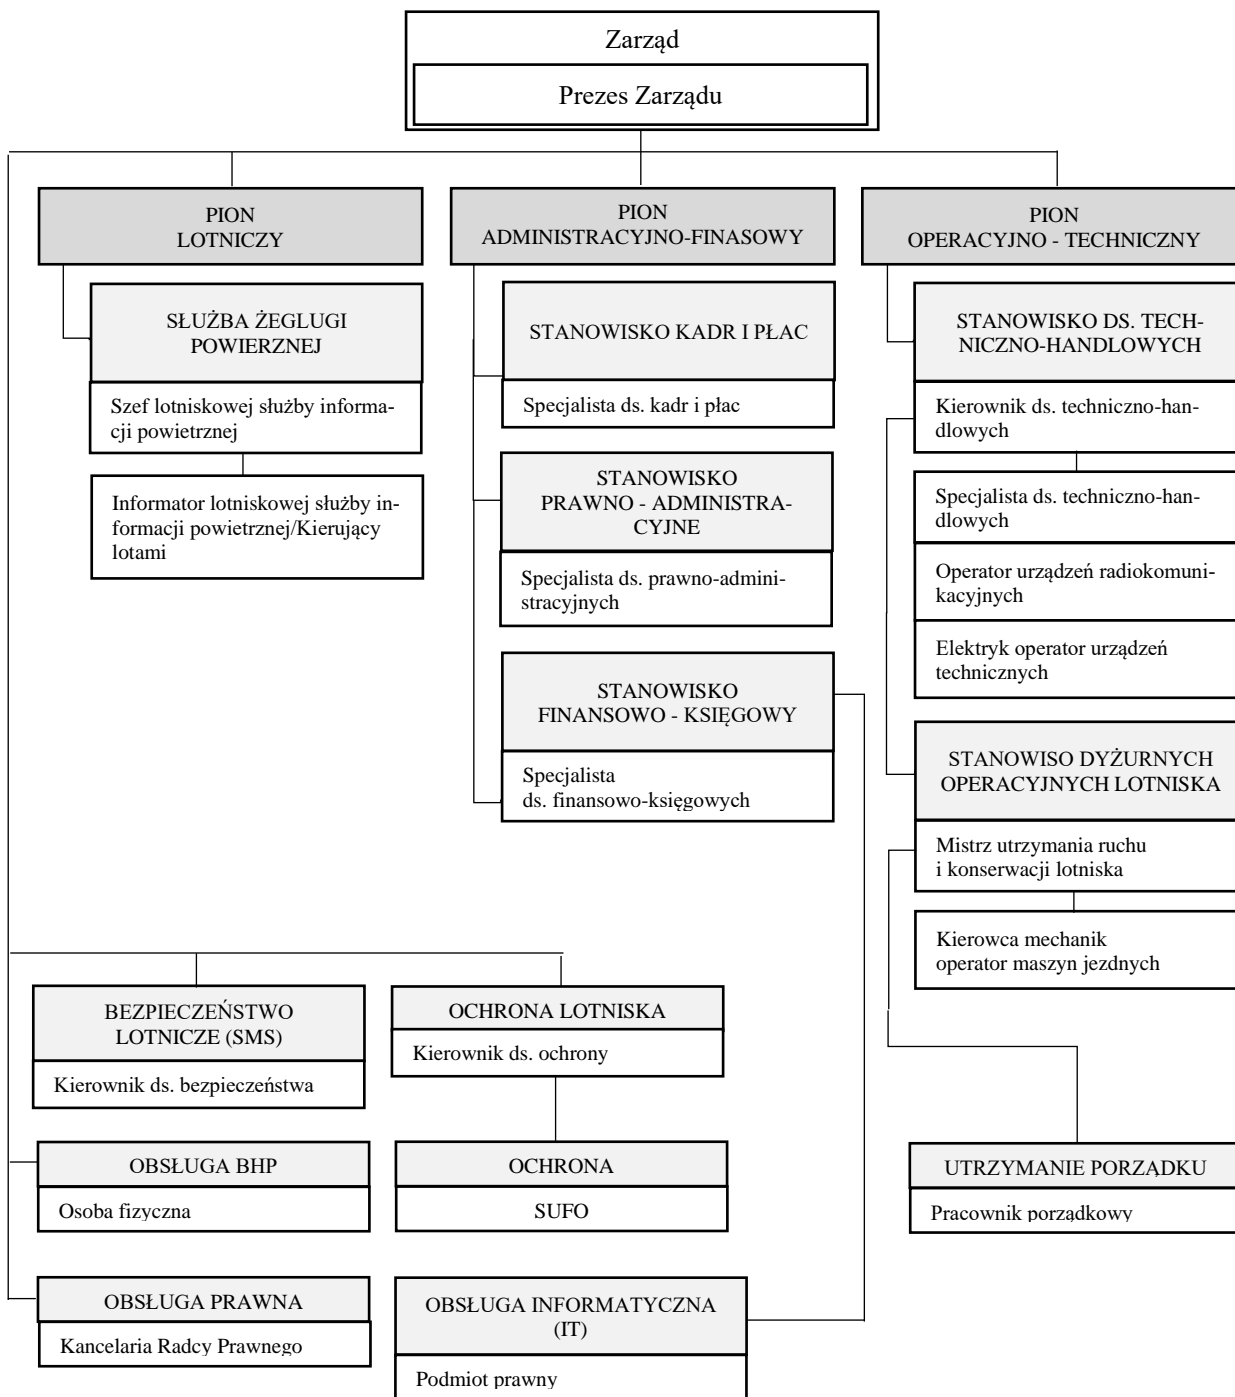 Zarząd
Prezes Zarządu
PION
LOTNICZY
SŁUŻBA ŻEGLUGI
POWIERZNEJ
Szef lotniskowej służby informa-
cji powietrznej
Informator lotniskowej służby in-
formacji powietrznej/Kierujący
lotami
PION
ADMINISTRACYJNO-FINASOWY
STANOWISKO KADR I PŁAC
Specjalista ds. kadr i płac
STANOWISKO
PRAWNO - ADMINISTRA-
CYJNE
Specjalista ds. prawno-admini-
stracyjnych
STANOWISKO
FINANSOWO - KSIĘGOWY
Specjalista
ds. finansowo-księgowych
PION
OPERACYJNO - TECHNICZNY
STANOWISKO DS. TECH-
NICZNO-HANDLOWYCH
Kierownik ds. techniczno-han-
dlowych
Specjalista ds. techniczno-han-
dlowych
Operator urządzeń radiokomuni-
kacyjnych
Elektryk operator urządzeń
technicznych
STANOWISO DYŻURNYCH
OPERACYJNYCH LOTNISKA
Mistrz utrzymania ruchu
i konserwacji lotniska
Kierowca mechanik
operator maszyn jezdnych
BEZPIECZEŃSTWO
LOTNICZE (SMS)
Kierownik ds. bezpieczeństwa
OCHRONA LOTNISKA
Kierownik ds. ochrony
OBSŁUGA BHP
Osoba fizyczna
OCHRONA
SUFO
UTRZYMANIE PORZĄDKU
Pracownik porządkowy
OBSŁUGA PRAWNA
Kancelaria Radcy Prawnego
OBSŁUGA INFORMATYCZNA
(IT)
Podmiot prawny